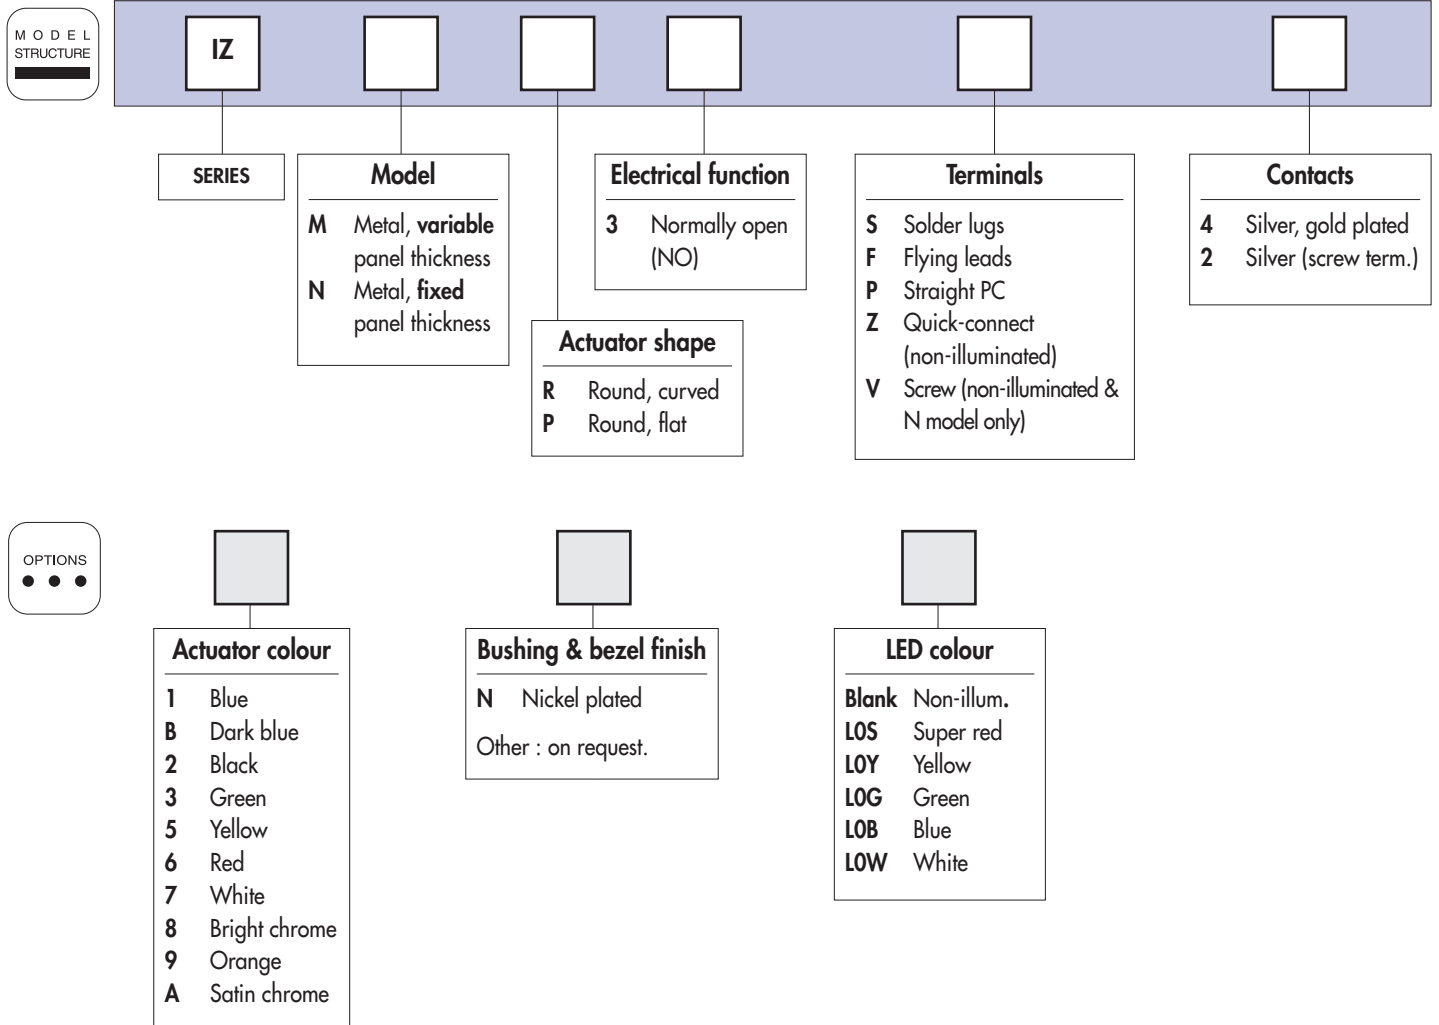 MODEL
STRUCTURE
IZ
SERIES
Model
M Metal, variable
panel thickness
N Metal, fixed
panel thickness
Actuator shape
R Round, curved
P Round, flat
Electrical function
3 Normally open
(NO)
Terminals
S Solder lugs
F Flying leads
P Straight PC
Z Quick-connect
(non-illuminated)
V Screw (non-illuminated &
N model only)
Contacts
4 Silver, gold plated
2 Silver (screw term.)
OPTIONS
Actuator colour
1 Blue
B Dark blue
2 Black
3 Green
5 Yellow
6 Red
7 White
8 Bright chrome
9 Orange
A Satin chrome
Bushing & bezel finish
N Nickel plated
Other : on request.
LED colour
Blank Non-illum.
L0S Super red
L0Y Yellow
L0G Green
L0B Blue
L0W White